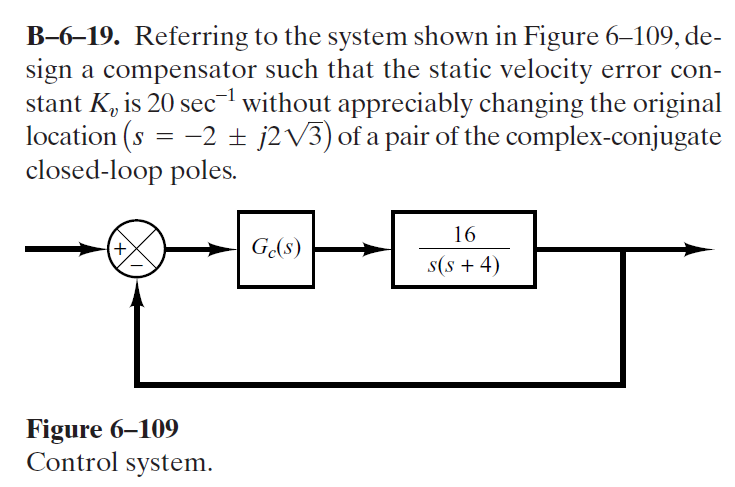 B–6–19. Referring to the system shown in Figure 6–109, de-
sign a compensator such that the static velocity error con-
stant Kᵥ is 20 sec⁻¹ without appreciably changing the original
location (s = −2 ± j2√3) of a pair of the complex-conjugate
closed-loop poles.
+
−
Gc(s)
16
s(s + 4)
Figure 6–109
Control system.